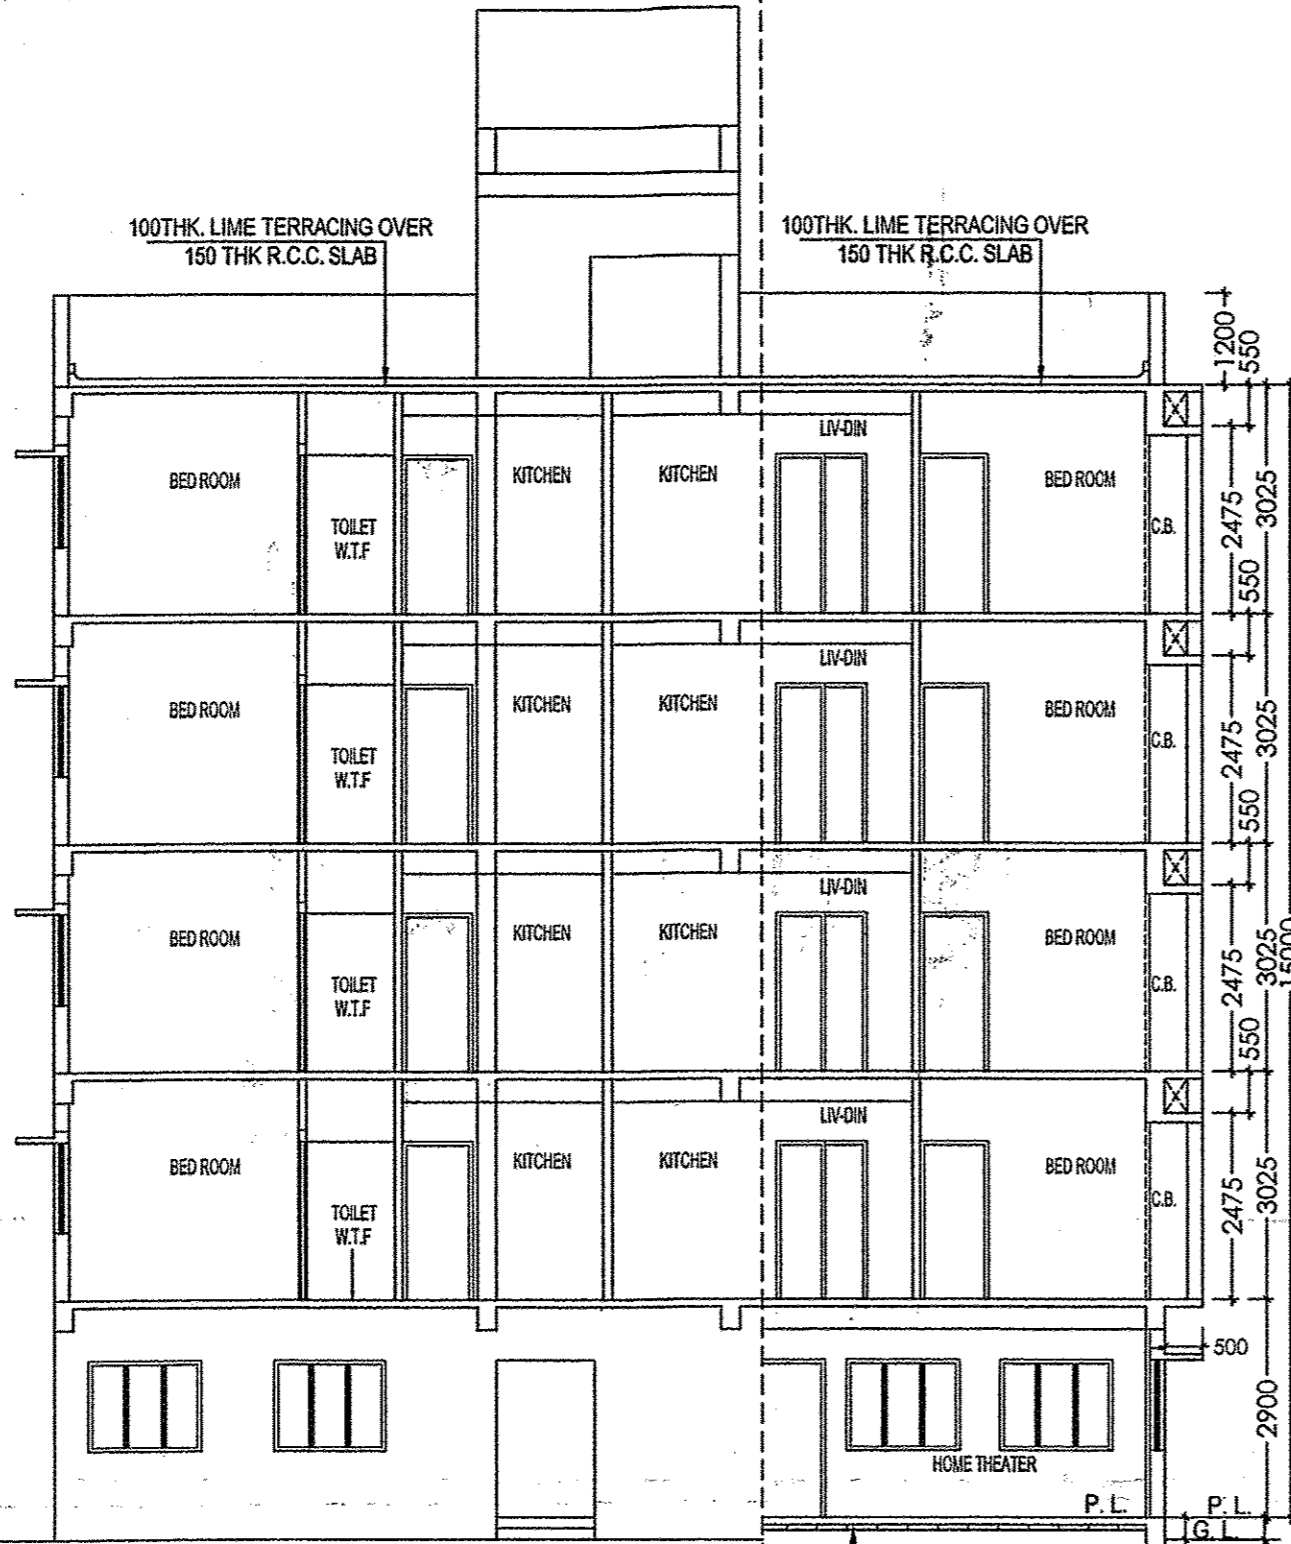 100THK. LIME TERRACING OVER
150 THK R.C.C. SLAB
100THK. LIME TERRACING OVER
150 THK R.C.C. SLAB
1200
550
BED ROOM
TOILET
W.T.F
KITCHEN
KITCHEN
LIV-DIN
BED ROOM
C.B.
2475
3025
550
BED ROOM
TOILET
W.T.F
KITCHEN
KITCHEN
LIV-DIN
BED ROOM
C.B.
2475
3025
550
BED ROOM
TOILET
W.T.F
KITCHEN
KITCHEN
LIV-DIN
BED ROOM
C.B.
2475
3025
15000
550
BED ROOM
TOILET
W.T.F
KITCHEN
KITCHEN
LIV-DIN
BED ROOM
C.B.
2475
3025
500
2900
HOME THEATER
P. L.
P. L.
G. L.